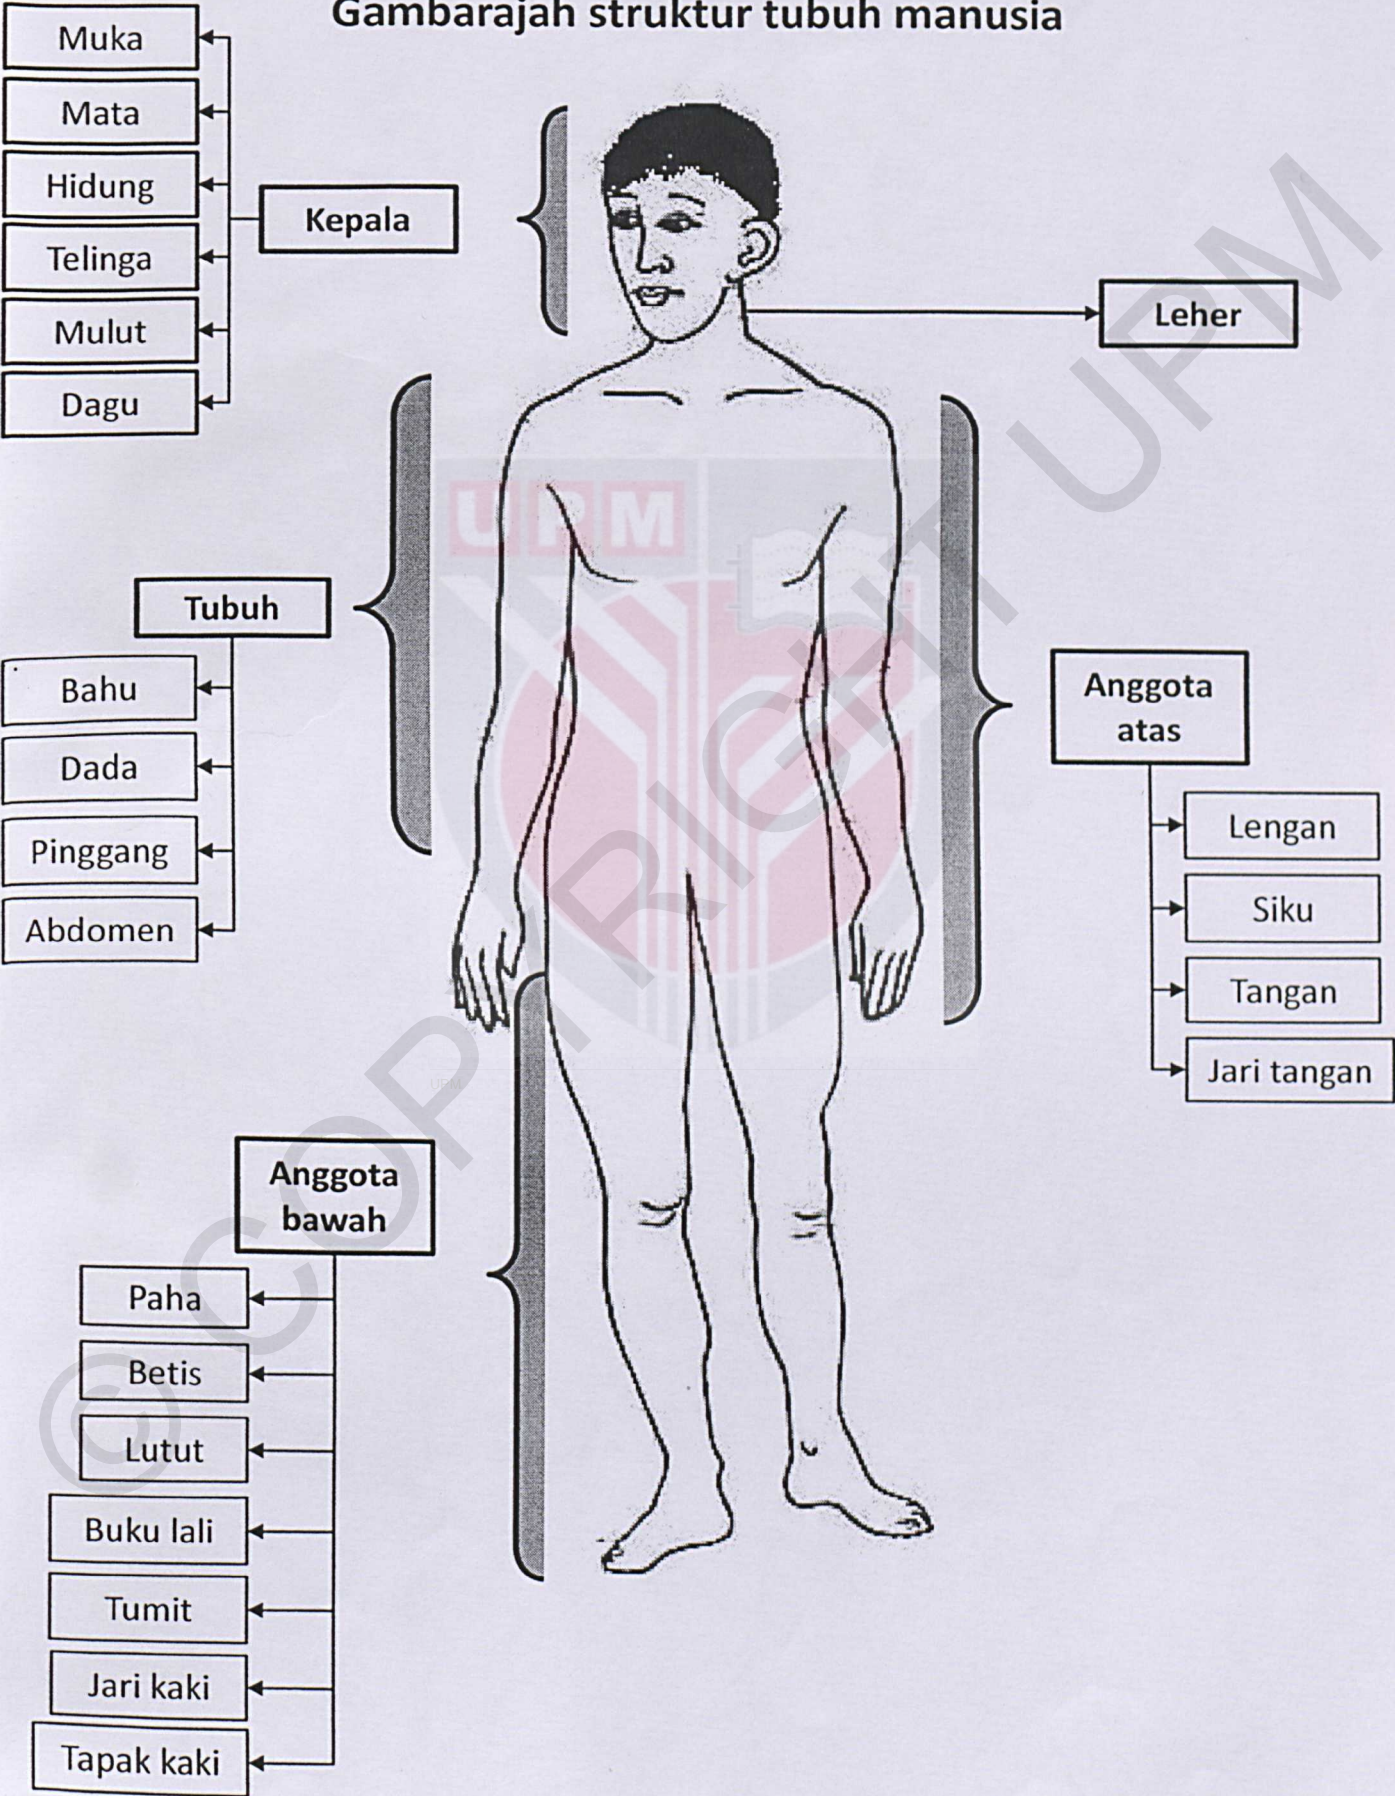 Gambarajah struktur tubuh manusia
Muka
Mata
Hidung
Telinga
Mulut
Dagu
Kepala
Leher
UPM
Tubuh
Bahu
Dada
Pinggang
Abdomen
Anggota
atas
Lengan
Siku
Tangan
Jari tangan
UPM
Anggota
bawah
Paha
Betis
Lutut
Buku lali
Tumit
Jari kaki
Tapak kaki
© COPYRIGHT UPM